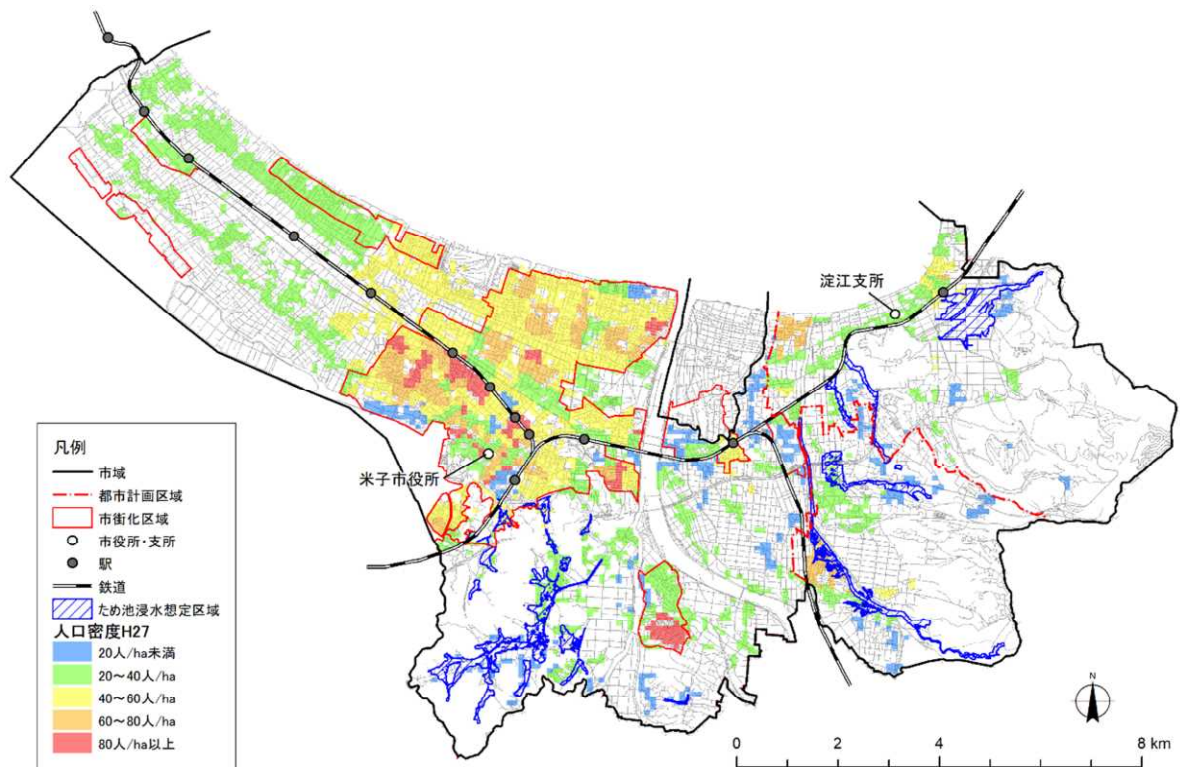 淀江支所
米子市役所
凡例
市域
都市計画区域
市街化区域
市役所・支所
駅
鉄道
ため池浸水想定区域
人口密度H27
20人/ha未満
20～40人/ha
40～60人/ha
60～80人/ha
80人/ha以上
N
0 2 4 8 km